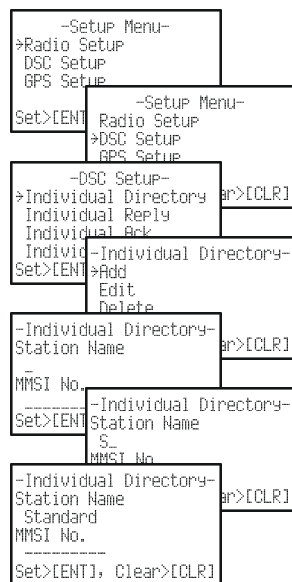 -Setup Menu-
→Radio Setup
DSC Setup
GPS Setup
Set>[ENT
-Setup Menu-
Radio Setup
→DSC Setup
GPS Setup
ar>[CLR]
-DSC Setup-
→Individual Directory
Individual Reply
Individual Ack
Individ
Set>[ENT
-Individual Directory-
→Add
Edit
Delete
ar>[CLR]
-Individual Directory-
Station Name
_
MMSI No.
_________
Set>[ENT
-Individual Directory-
Station Name
S_
MMSI No
ar>[CLR]
-Individual Directory-
Station Name
Standard
MMSI No.
_________
Set>[ENT], Clear>[CLR]